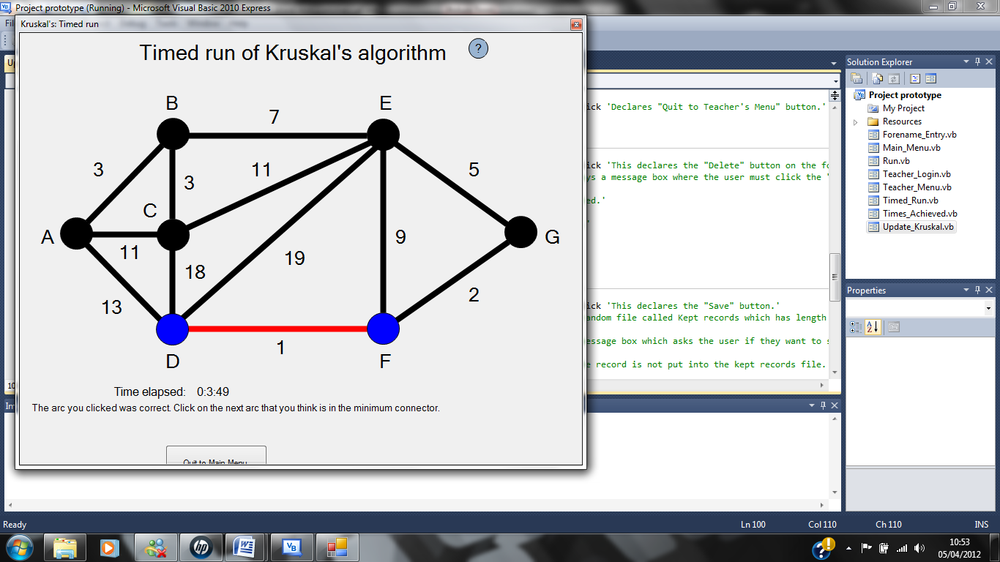 Project prototype (Running) - Microsoft Visual Basic 2010 Express
Kruskal's: Timed run
Timed run of Kruskal's algorithm
?
B
7
E
3
11
5
3
C
A
G
11
9
18
19
13
2
1
D
F
Time elapsed: 0:3:49
The arc you clicked was correct. Click on the next arc that you think is in the minimum connector.
Quit to Main Menu
ick 'Declares "Quit to Teacher's Menu" button.'
ick 'This declares the "Delete" button on the fo
ys a message box where the user must click the "
ed.'
'
ick 'This declares the "Save" button.'
andom file called Kept records which has length
essage box which asks the user if they want to s
e record is not put into the kept records file.
Solution Explorer
Project prototype
My Project
Resources
Forename_Entry.vb
Main_Menu.vb
Run.vb
Teacher_Login.vb
Teacher_Menu.vb
Timed_Run.vb
Times_Achieved.vb
Update_Kruskal.vb
Properties
Ready
Ln 100
Col 110
Ch 110
INS
10:53
05/04/2012